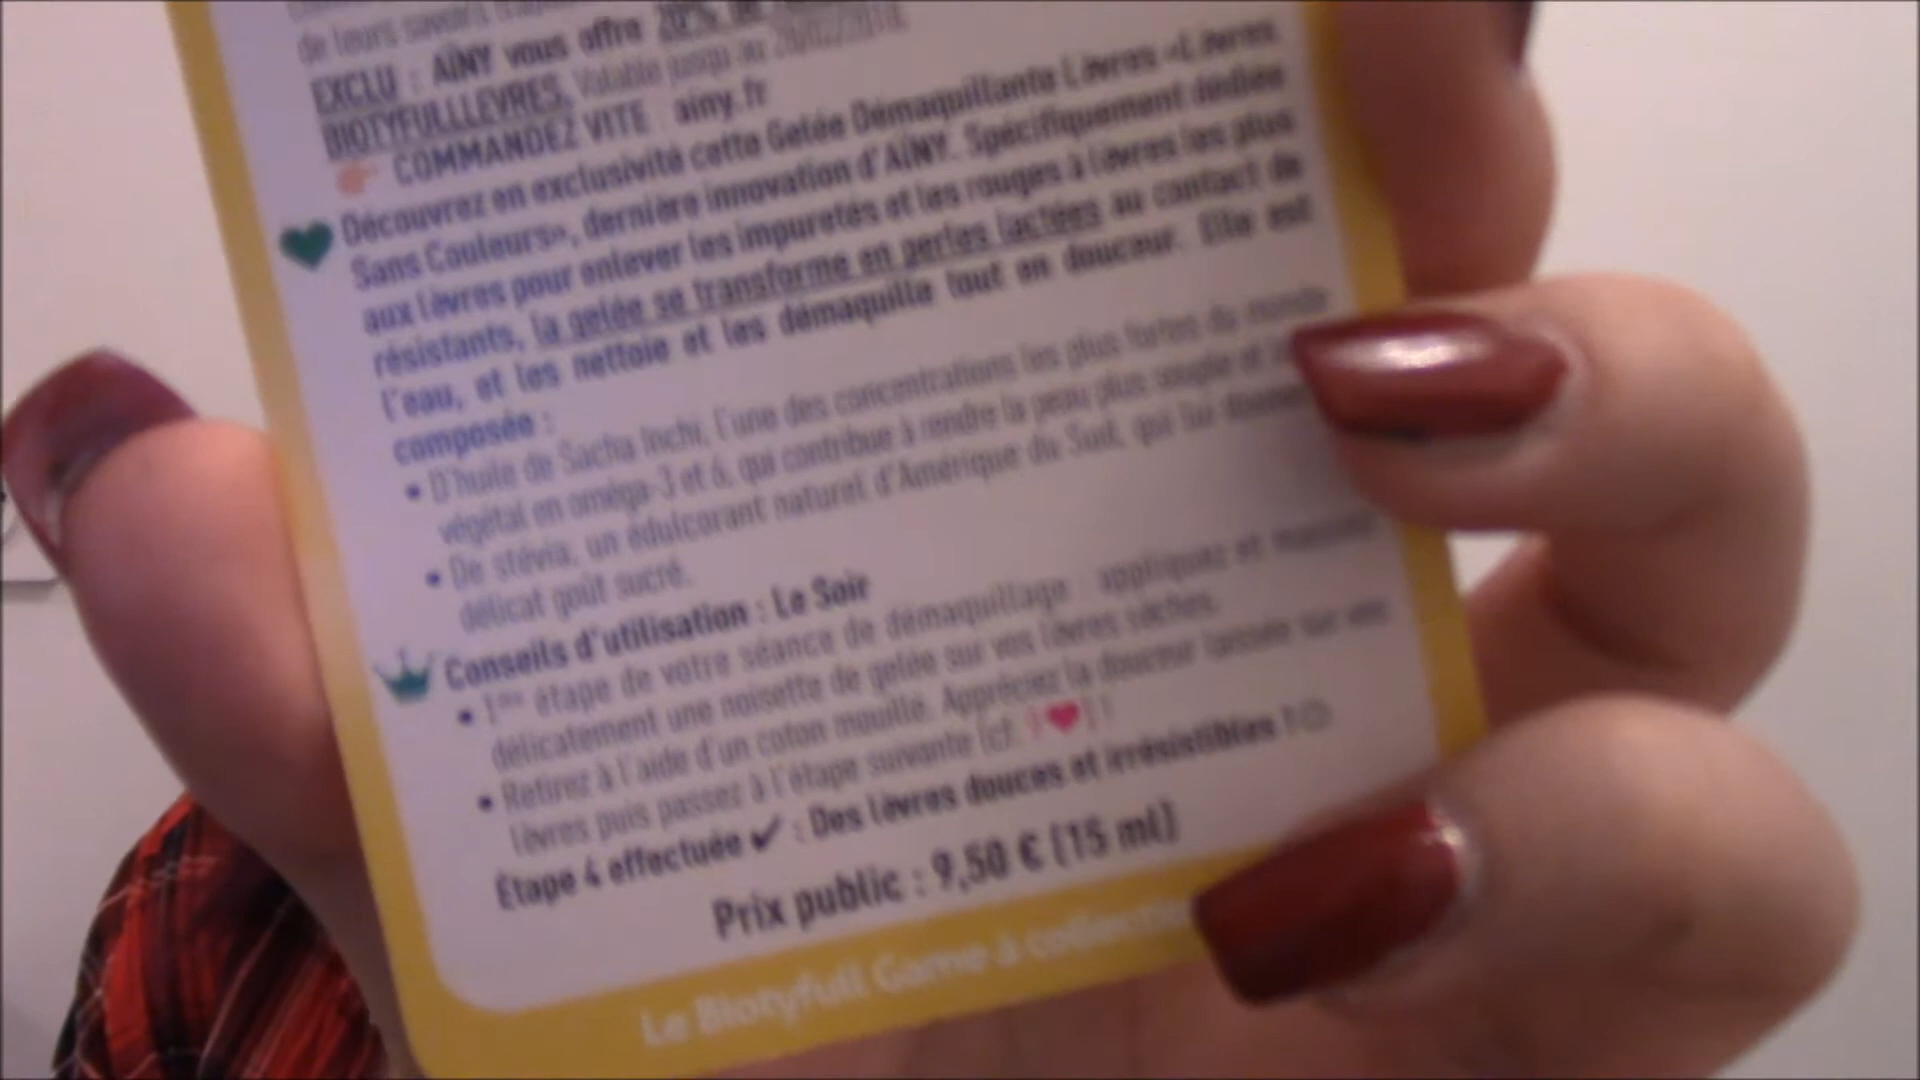 de leurs savoirs
EXCLU : AÏNY vous offre 20% de
BIOTYFULLLEVRES. Valable jusqu'au 28/02/2018.
COMMANDEZ VITE : ainy.fr
Découvrez en exclusivité cette Gelée Démaquillante Lèvres «Lèvres
Sans Couleurs», dernière innovation d'AÏNY. Spécifiquement dédiée
aux lèvres pour enlever les impuretés et les rouges à lèvres les plus
résistants, la gelée se transforme en perles lactées au contact de
l'eau, et les nettoie et les démaquille tout en douceur. Elle est
composée :
• D'huile de Sacha Inchi, l'une des concentrations les plus fortes du monde
végétal en oméga-3 et 6, qui contribue à rendre la peau plus souple et
• De stévia, un édulcorant naturel d'Amérique du Sud, qui lui
délicat goût sucré.
Conseils d'utilisation : Le Soir
• 1ère étape de votre séance de démaquillage : appliquez et massez
délicatement une noisette de gelée sur vos lèvres sèches.
• Retirez à l'aide d'un coton mouillé. Appréciez la douceur laissée sur vos
lèvres puis passez à l'étape suivante (cf. ❤) !
Étape 4 effectuée ✔ : Des lèvres douces et irrésistibles !
Prix public : 9,50 € (15 ml)
Le Biotyfull Game à